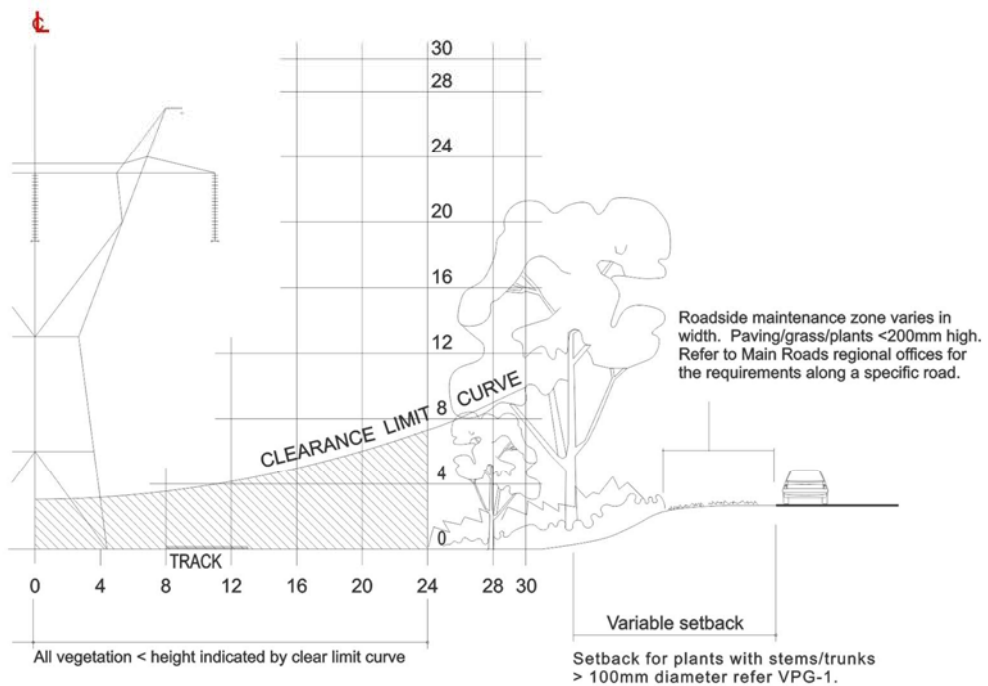 ℄
30
28
24
20
16
12
8
4
0
CLEARANCE LIMIT CURVE
Roadside maintenance zone varies in
width. Paving/grass/plants <200mm high.
Refer to Main Roads regional offices for
the requirements along a specific road.
TRACK
0 4 8 12 16 20 24 28 30
Variable setback
All vegetation < height indicated by clear limit curve
Setback for plants with stems/trunks
> 100mm diameter refer VPG-1.